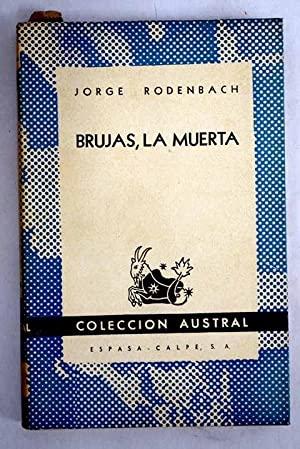 JORGE RODENBACH
BRUJAS, LA MUERTA
COLECCION AUSTRAL
ESPASA-CALPE, S. A.